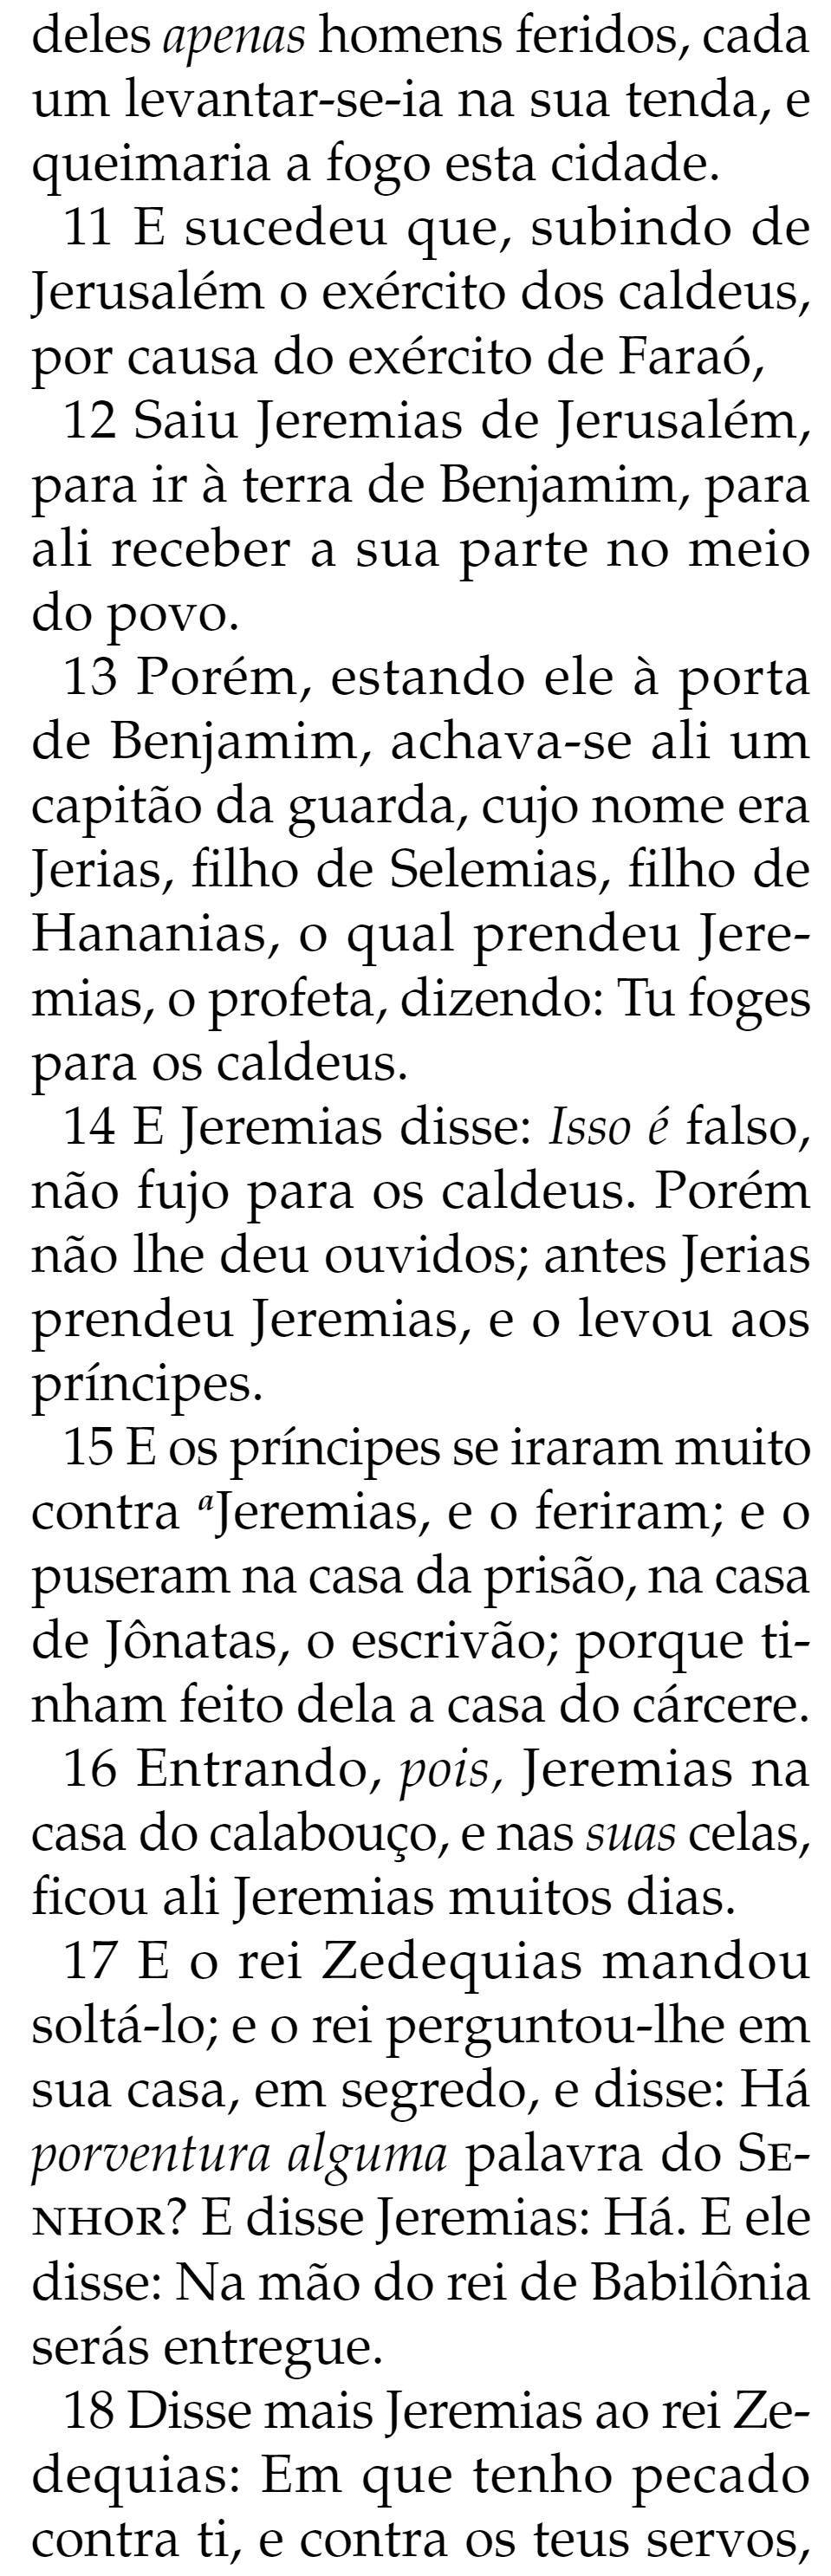 deles apenas homens feridos, cada
um levantar-se-ia na sua tenda, e
queimaria a fogo esta cidade.
11 E sucedeu que, subindo de
Jerusalém o exército dos caldeus,
por causa do exército de Faraó,
12 Saiu Jeremias de Jerusalém,
para ir à terra de Benjamim, para
ali receber a sua parte no meio
do povo.
13 Porém, estando ele à porta
de Benjamim, achava-se ali um
capitão da guarda, cujo nome era
Jerias, filho de Selemias, filho de
Hananias, o qual prendeu Jere-
mias, o profeta, dizendo: Tu foges
para os caldeus.
14 E Jeremias disse: Isso é falso,
não fujo para os caldeus. Porém
não lhe deu ouvidos; antes Jerias
prendeu Jeremias, e o levou aos
príncipes.
15 E os príncipes se iraram muito
contra aJeremias, e o feriram; e o
puseram na casa da prisão, na casa
de Jônatas, o escrivão; porque ti-
nham feito dela a casa do cárcere.
16 Entrando, pois, Jeremias na
casa do calabouço, e nas suas celas,
ficou ali Jeremias muitos dias.
17 E o rei Zedequias mandou
soltá-lo; e o rei perguntou-lhe em
sua casa, em segredo, e disse: Há
porventura alguma palavra do SE-
NHOR? E disse Jeremias: Há. E ele
disse: Na mão do rei de Babilônia
serás entregue.
18 Disse mais Jeremias ao rei Ze-
dequias: Em que tenho pecado
contra ti, e contra os teus servos,